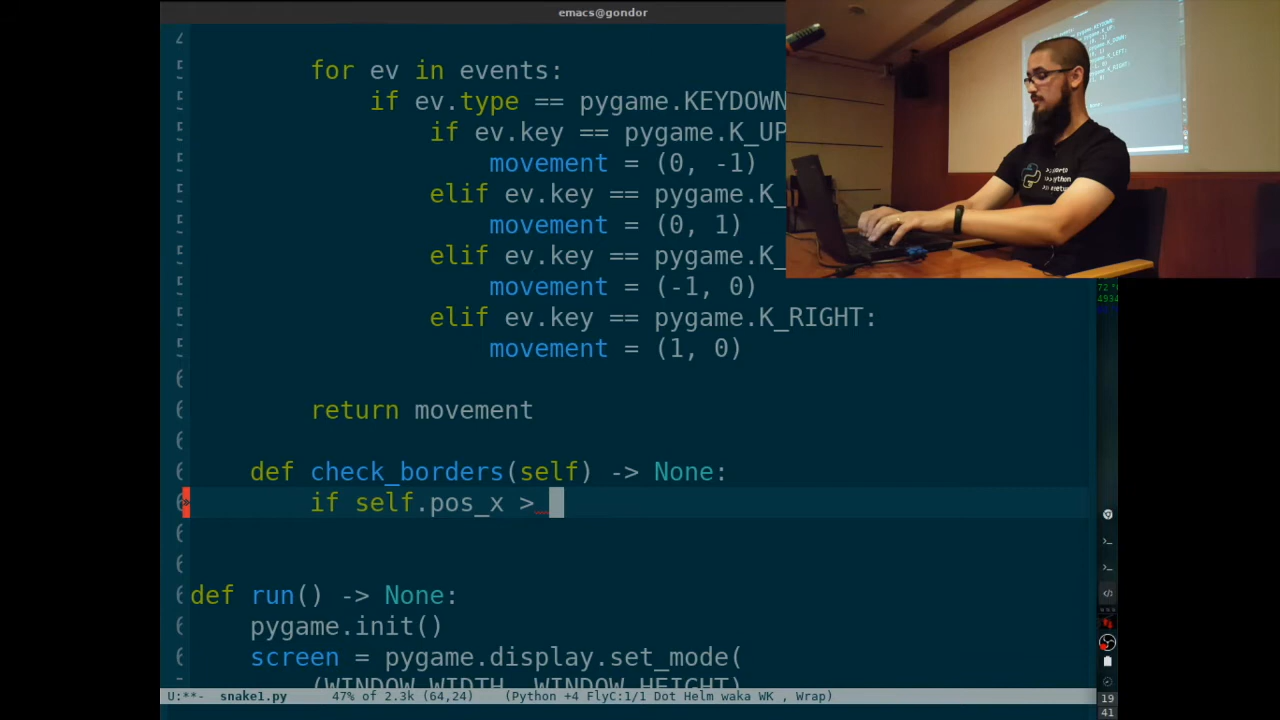 emacs@gondor
for ev in events:
if ev.type == pygame.KEYDOWN
if ev.key == pygame.K_UP
movement = (0, -1)
elif ev.key == pygame.K_
movement = (0, 1)
elif ev.key == pygame.K_
movement = (-1, 0)
elif ev.key == pygame.K_RIGHT:
movement = (1, 0)
return movement
def check_borders(self) -> None:
if self.pos_x >
def run() -> None:
pygame.init()
screen = pygame.display.set_mode(
(WINDOW_WIDTH, WINDOW_HEIGHT)
U:**- snake1.py 47% of 2.3k (64,24) (Python +4 FlyC:1/1 Dot Helm waka WK , Wrap)
19
41